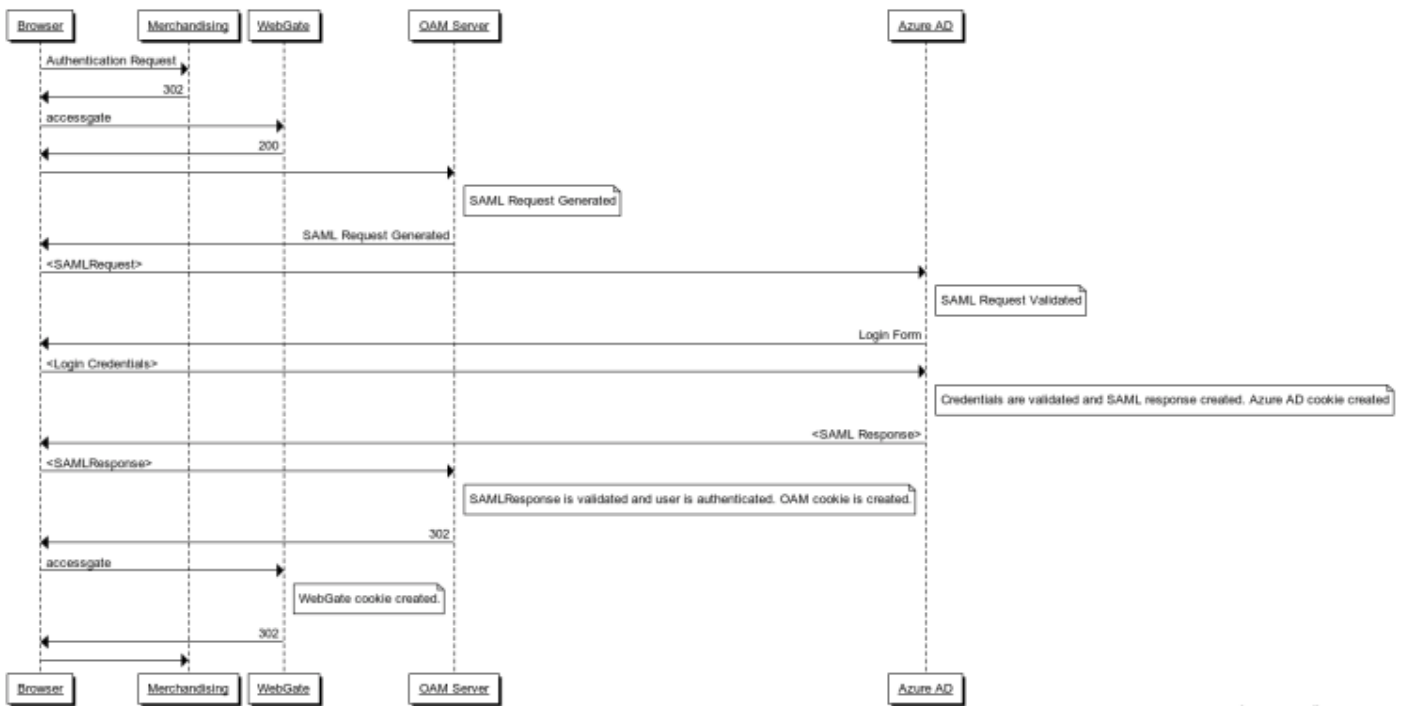 Browser Merchandising WebGate OAM Server Azure AD
Authentication Request
302
accessgate
200
SAML Request Generated
SAML Request Generated
<SAMLRequest>
SAML Request Validated
Login Form
<Login Credentials>
Credentials are validated and SAML response created. Azure AD cookie created
<SAML Response>
<SAMLResponse>
SAMLResponse is validated and user is authenticated. OAM cookie is created.
302
accessgate
WebGate cookie created.
302
Browser Merchandising WebGate OAM Server Azure AD